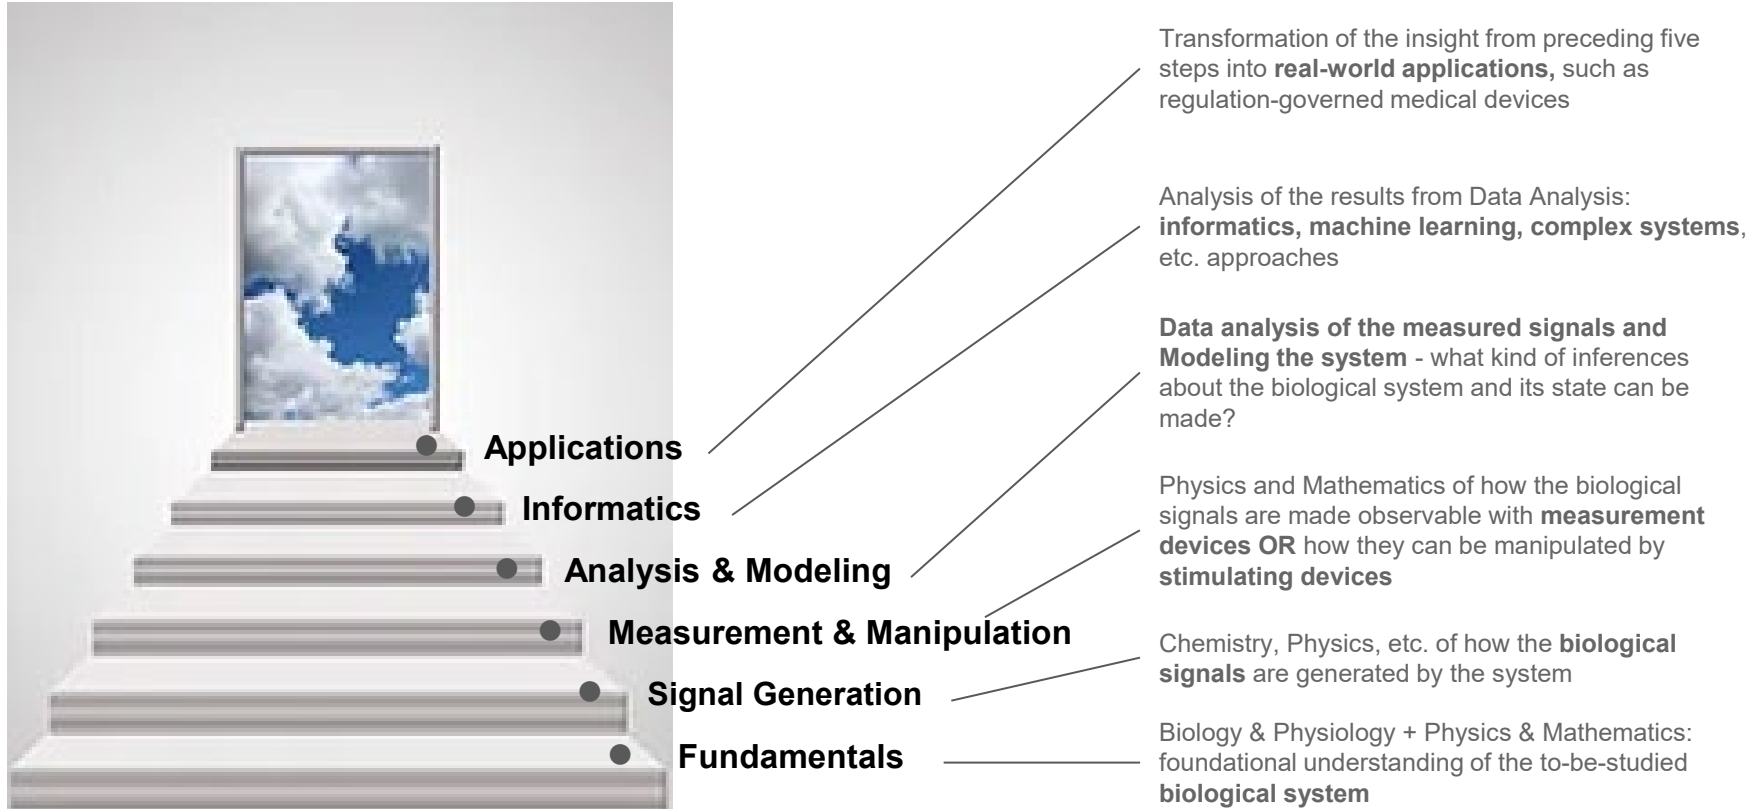 Transformation of the insight from preceding five
steps into real-world applications, such as
regulation-governed medical devices
Analysis of the results from Data Analysis:
informatics, machine learning, complex systems,
etc. approaches
Data analysis of the measured signals and
Modeling the system - what kind of inferences
about the biological system and its state can be
made?
Applications
Informatics
Physics and Mathematics of how the biological
signals are made observable with measurement
devices OR how they can be manipulated by
stimulating devices
Analysis & Modeling
Measurement & Manipulation
Chemistry, Physics, etc. of how the biological
signals are generated by the system
Signal Generation
Biology & Physiology + Physics & Mathematics:
foundational understanding of the to-be-studied
biological system
Fundamentals